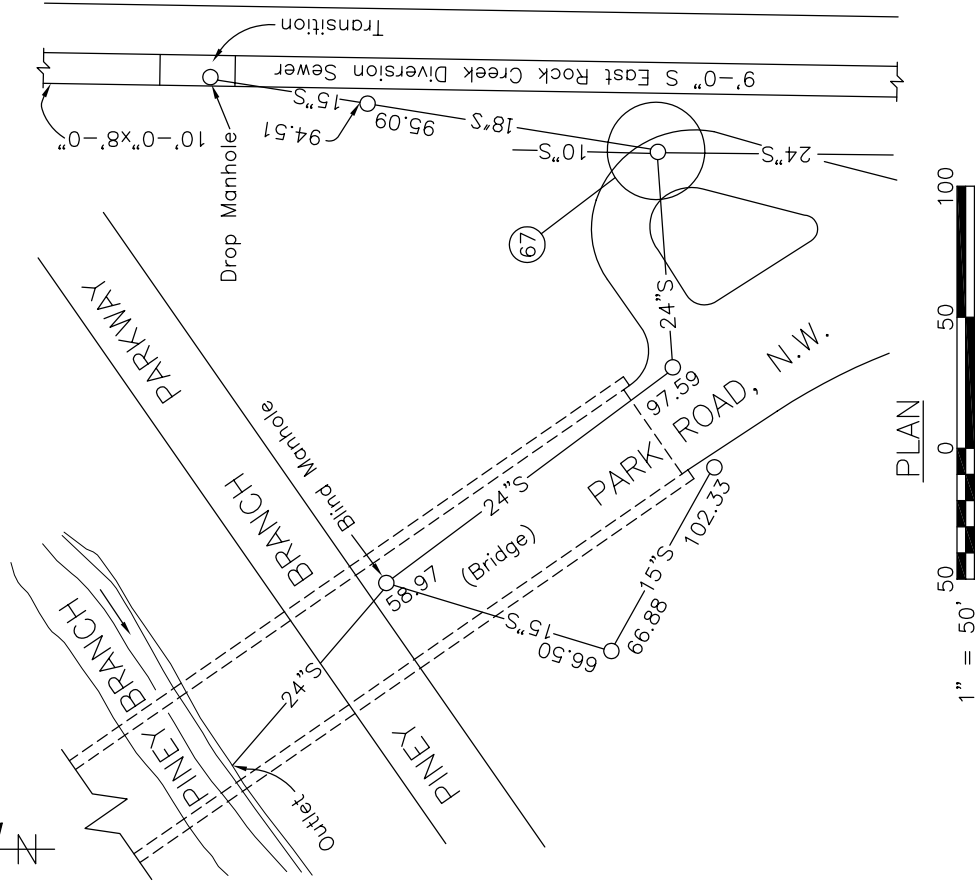 Transition
9'-0" S East Rock Creek Diversion Sewer
10'-0"x8'-0"
Drop Manhole
15"S
94.51
95.09
18"S
10"S
24"S
67
24"S
PARKWAY
BRANCH
PINEY
Blind Manhole
58.97
24"S
97.59
PARK ROAD, N.W.
(Bridge)
15"S
66.50
66.88
15"S
102.33
24"S
Outlet
PINEY BRANCH
N
PLAN
50 0 50 100
1" = 50'